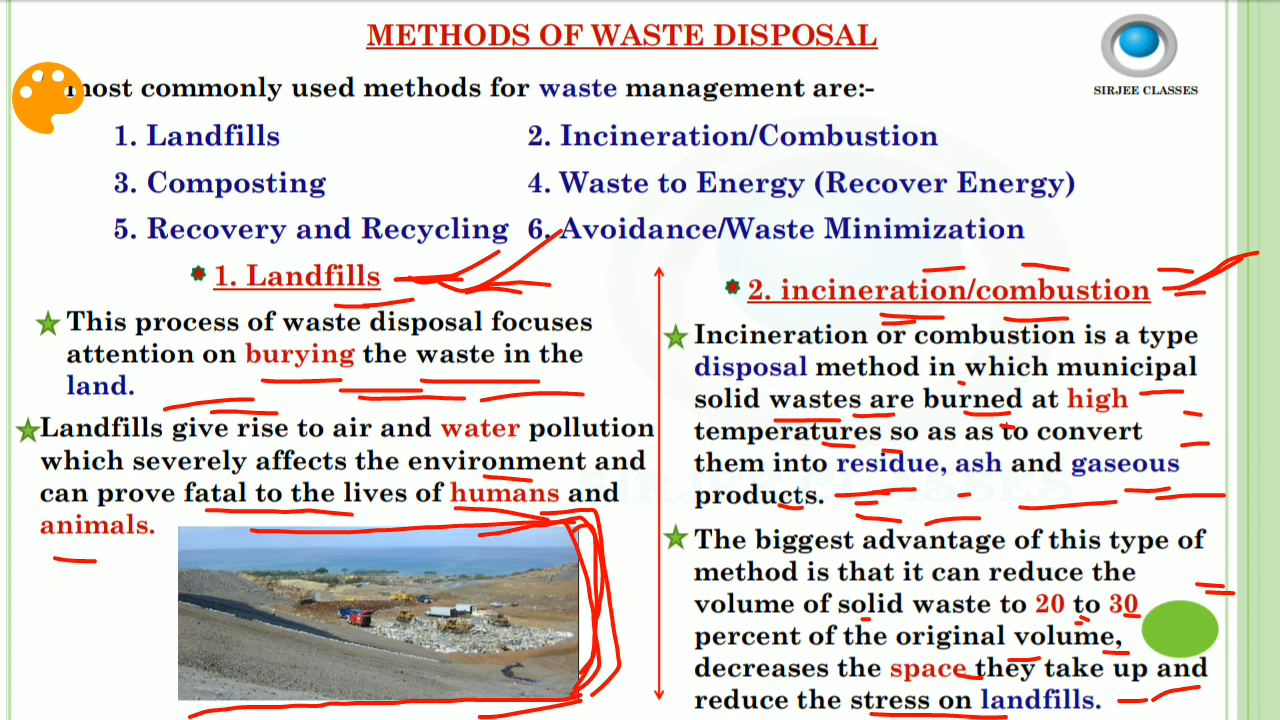 METHODS OF WASTE DISPOSAL
SIRJEE CLASSES
most commonly used methods for waste management are:-
1. Landfills 2. Incineration/Combustion
3. Composting 4. Waste to Energy (Recover Energy)
5. Recovery and Recycling 6. Avoidance/Waste Minimization
1. Landfills
This process of waste disposal focuses
attention on burying the waste in the
land.
Landfills give rise to air and water pollution
which severely affects the environment and
can prove fatal to the lives of humans and
animals.
2. incineration/combustion
Incineration or combustion is a type
disposal method in which municipal
solid wastes are burned at high
temperatures so as as to convert
them into residue, ash and gaseous
products.
The biggest advantage of this type of
method is that it can reduce the
volume of solid waste to 20 to 30
percent of the original volume,
decreases the space they take up and
reduce the stress on landfills.
SIRJEE CLASSES